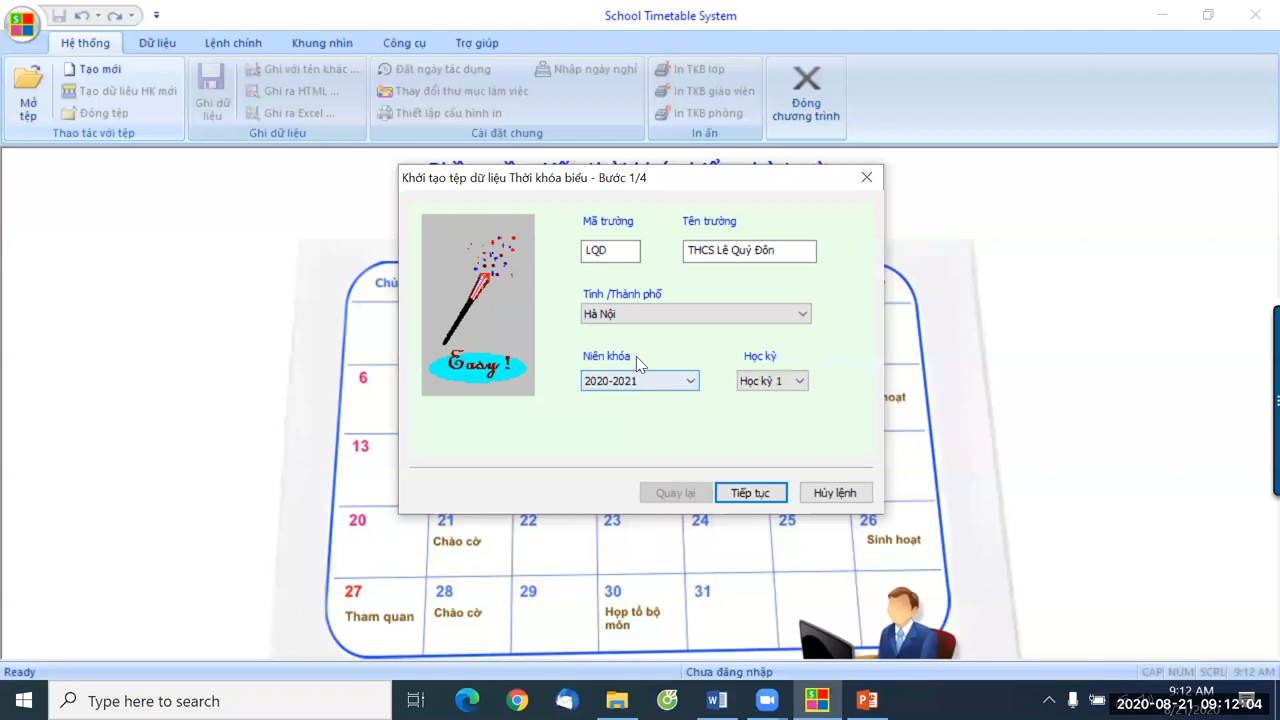 School Timetable System
Hệ thống
Dữ liệu
Lệnh chính
Khung nhìn
Công cụ
Trợ giúp
Mở tệp
Tạo mới
Tạo dữ liệu HK mới
Đóng tệp
Thao tác với tệp
Ghi dữ liệu
Ghi với tên khác ...
Ghi ra HTML ...
Ghi ra Excel ...
Ghi dữ liệu
Đặt ngày tác dụng
Thay đổi thư mục làm việc
Thiết lập cấu hình in
Nhập ngày nghỉ
Cài đặt chung
In TKB lớp
In TKB giáo viên
In TKB phòng
In ấn
Đóng chương trình
Khởi tạo tệp dữ liệu Thời khóa biểu - Bước 1/4
Easy !
Mã trường
Tên trường
LQD
THCS Lê Quý Đôn
Tỉnh /Thành phố
Hà Nội
Niên khóa
Học kỳ
2020-2021
Học kỳ 1
Quay lại
Tiếp tục
Hủy lệnh
6
13
20
21
22
23
24
25
26
Chào cờ
Sinh hoạt
27
28
29
30
31
Tham quan
Chào cờ
Họp tổ bộ
môn
Ready
Chưa đăng nhập
CAP NUM SCRL 9:12 AM
Type here to search
9:12 AM
2020-08-21 09:12:04